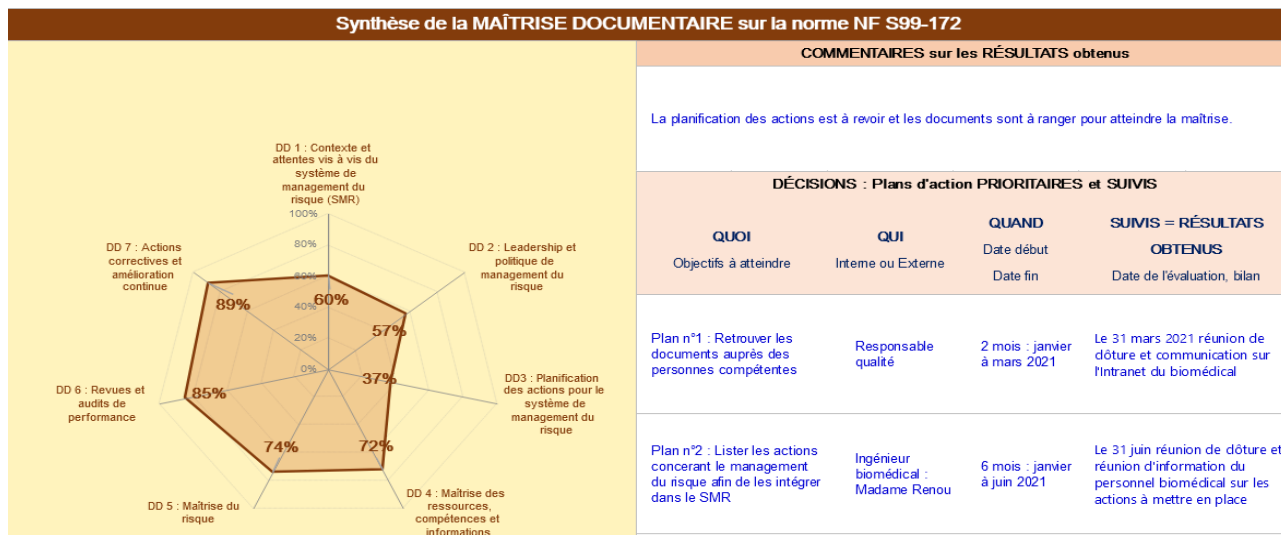 Synthèse de la MAÎTRISE DOCUMENTAIRE sur la norme NF S99-172
DD 1 : Contexte et
attentes vis à vis du
système de
management du
risque (SMR)
100%
80%
60%
40%
20%
0%
DD 2 : Leadership et
politique de
management du
risque
DD3 : Planification
des actions pour le
système de
management du
risque
DD 4 : Maîtrise des
ressources,
compétences et
informations
DD 5 : Maîtrise du
risque
DD 6 : Revues et
audits de
performance
DD 7 : Actions
correctives et
amélioration
continue
60%
57%
37%
72%
74%
85%
89%
COMMENTAIRES sur les RÉSULTATS obtenus
La planification des actions est à revoir et les documents sont à ranger pour atteindre la maîtrise.
DÉCISIONS : Plans d'action PRIORITAIRES et SUIVIS
QUOI
Objectifs à atteindre
QUI
Interne ou Externe
QUAND
Date début
Date fin
SUIVIS = RÉSULTATS
OBTENUS
Date de l'évaluation, bilan
Plan n°1 : Retrouver les
documents auprès des
personnes compétentes
Responsable
qualité
2 mois : janvier
à mars 2021
Le 31 mars 2021 réunion de
clôture et communication sur
l'Intranet du biomédical
Plan n°2 : Lister les actions
concerant le management
du risque afin de les intégrer
dans le SMR
Ingénieur
biomédical :
Madame Renou
6 mois : janvier
à juin 2021
Le 31 juin réunion de clôture et
réunion d'information du
personnel biomédical sur les
actions à mettre en place